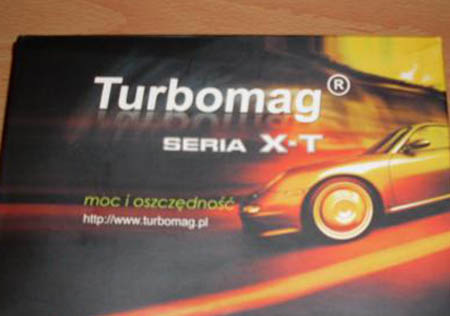 Turbomag®
SERIA X-T
moc i oszczędność
http://www.turbomag.pl